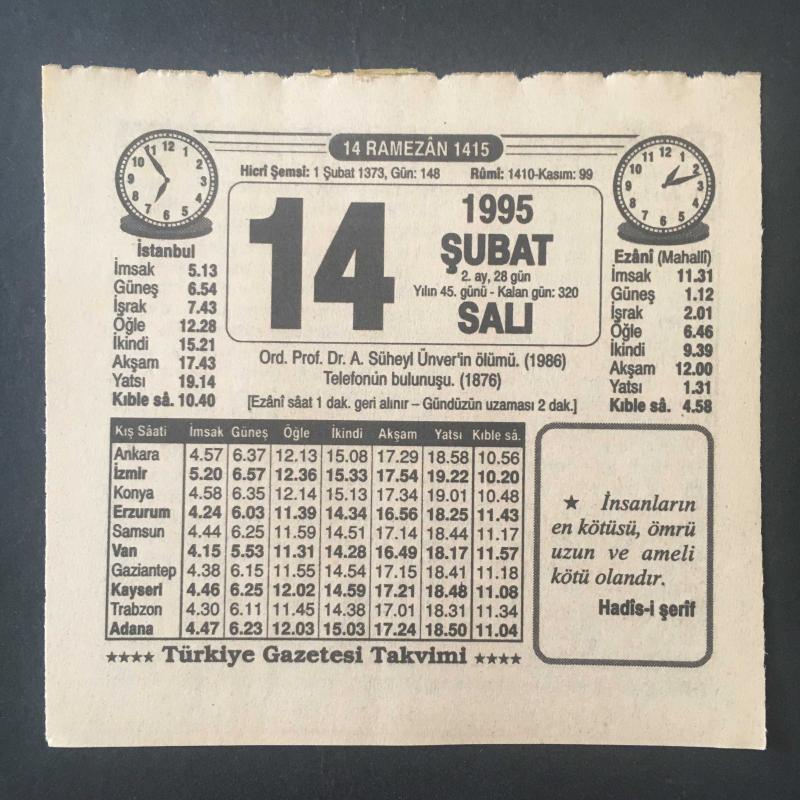 14 RAMEZÂN 1415
Hicrî Şemsî: 1 Şubat 1373, Gün: 148 Rûmî: 1410-Kasım: 99
14
1995
ŞUBAT
2. ay, 28 gün
Yılın 45. günü - Kalan gün: 320
SALI
İstanbul
İmsak 5.13
Güneş 6.54
İşrak 7.43
Öğle 12.28
İkindi 15.21
Akşam 17.43
Yatsı 19.14
Kıble sâ. 10.40
Ezânî (Mahallî)
İmsak 11.31
Güneş 1.12
İşrak 2.01
Öğle 6.46
İkindi 9.39
Akşam 12.00
Yatsı 1.31
Kıble sâ. 4.58
Ord. Prof. Dr. A. Süheyl Ünver'in ölümü. (1986)
Telefonun bulunuşu. (1876)
[Ezânî sâat 1 dak. geri alınır – Gündüzün uzaması 2 dak.]
Kış Sâati İmsak Güneş Öğle İkindi Akşam Yatsı Kıble sâ.
Ankara 4.57 6.37 12.13 15.08 17.29 18.58 10.56
İzmir 5.20 6.57 12.36 15.33 17.54 19.22 10.20
Konya 4.58 6.35 12.14 15.13 17.34 19.01 10.48
Erzurum 4.24 6.03 11.39 14.34 16.56 18.25 11.43
Samsun 4.44 6.25 11.59 14.51 17.14 18.44 11.17
Van 4.15 5.53 11.31 14.28 16.49 18.17 11.57
Gaziantep 4.38 6.15 11.55 14.54 17.15 18.41 11.18
Kayseri 4.46 6.25 12.02 14.59 17.21 18.48 11.08
Trabzon 4.30 6.11 11.45 14.38 17.01 18.31 11.34
Adana 4.47 6.23 12.03 15.03 17.24 18.50 11.04
★ İnsanların
en kötüsü, ömrü
uzun ve ameli
kötü olandır.
Hadîs-i şerîf
★★★★ Türkiye Gazetesi Takvimi ★★★★